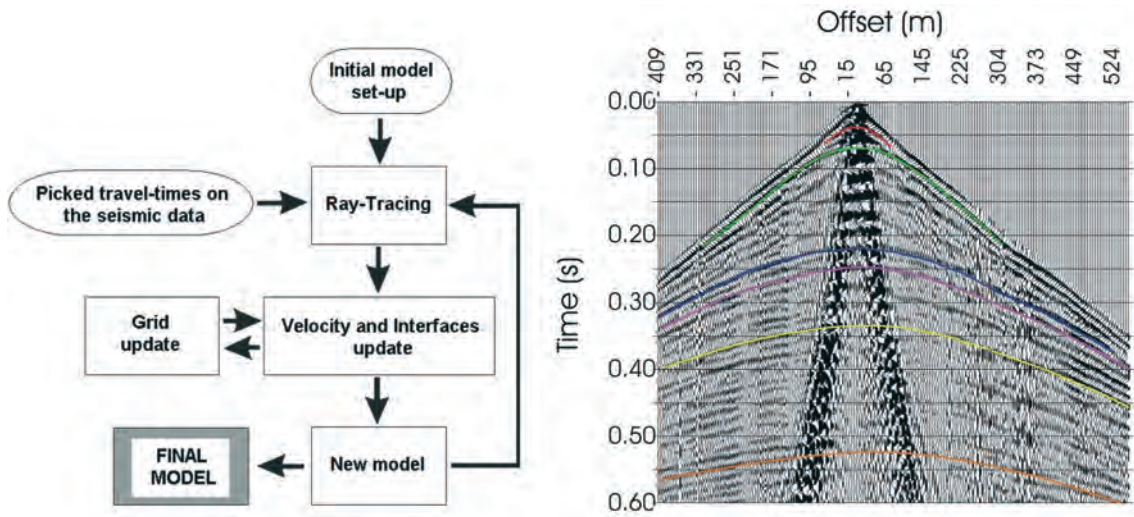 Initial model
set-up
Picked travel-times on
the seismic data
Ray-Tracing
Grid
update
Velocity and Interfaces
update
FINAL
MODEL
New model
Offset (m)
- 409
- 331
- 251
- 171
- 95
- 15
65
145
225
304
373
449
524
Time (s)
0.00
0.10
0.20
0.30
0.40
0.50
0.60